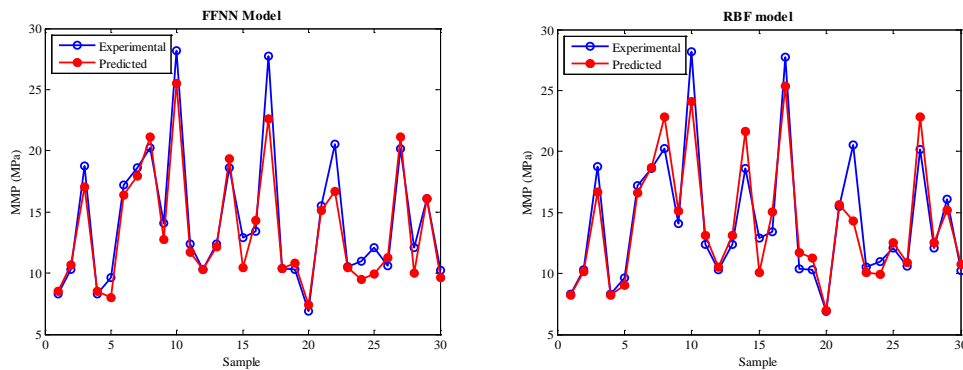 FFNN Model
30
25
20
15
10
5
MMP (MPa)
Experimental
Predicted
0 5 10 15 20 25 30
Sample
RBF model
30
25
20
15
10
5
MMP (MPa)
Experimental
Predicted
0 5 10 15 20 25 30
Sample